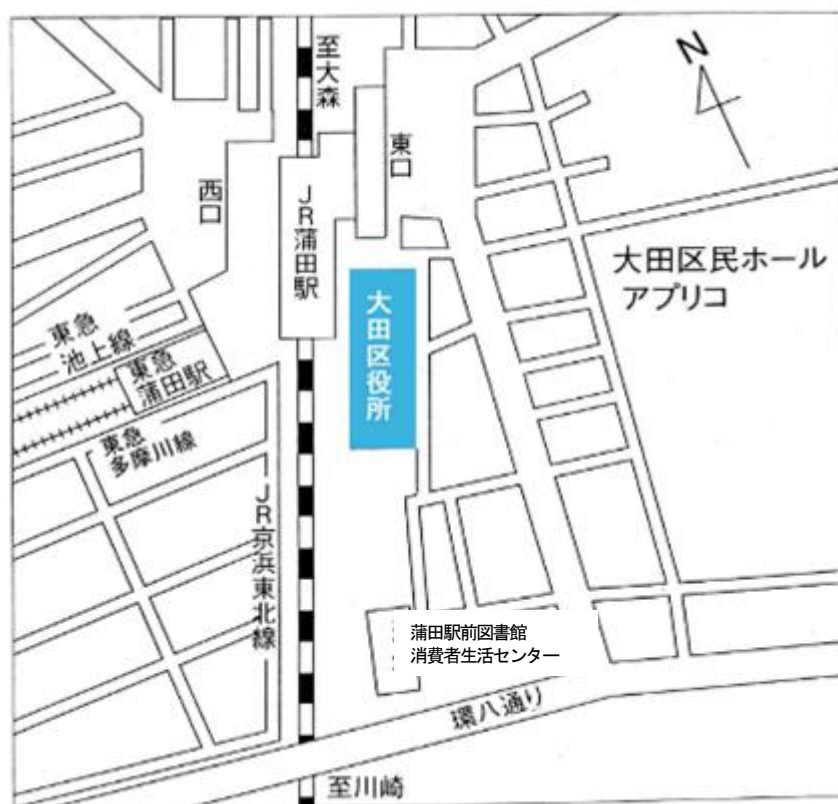 至大森
N
東口
西口
JR蒲田駅
大田区民ホール
アプリコ
大田区役所
東急
池上線
東急
蒲田駅
東急
多摩川線
JR京浜東北線
蒲田駅前図書館
消費者生活センター
環八通り
至川崎